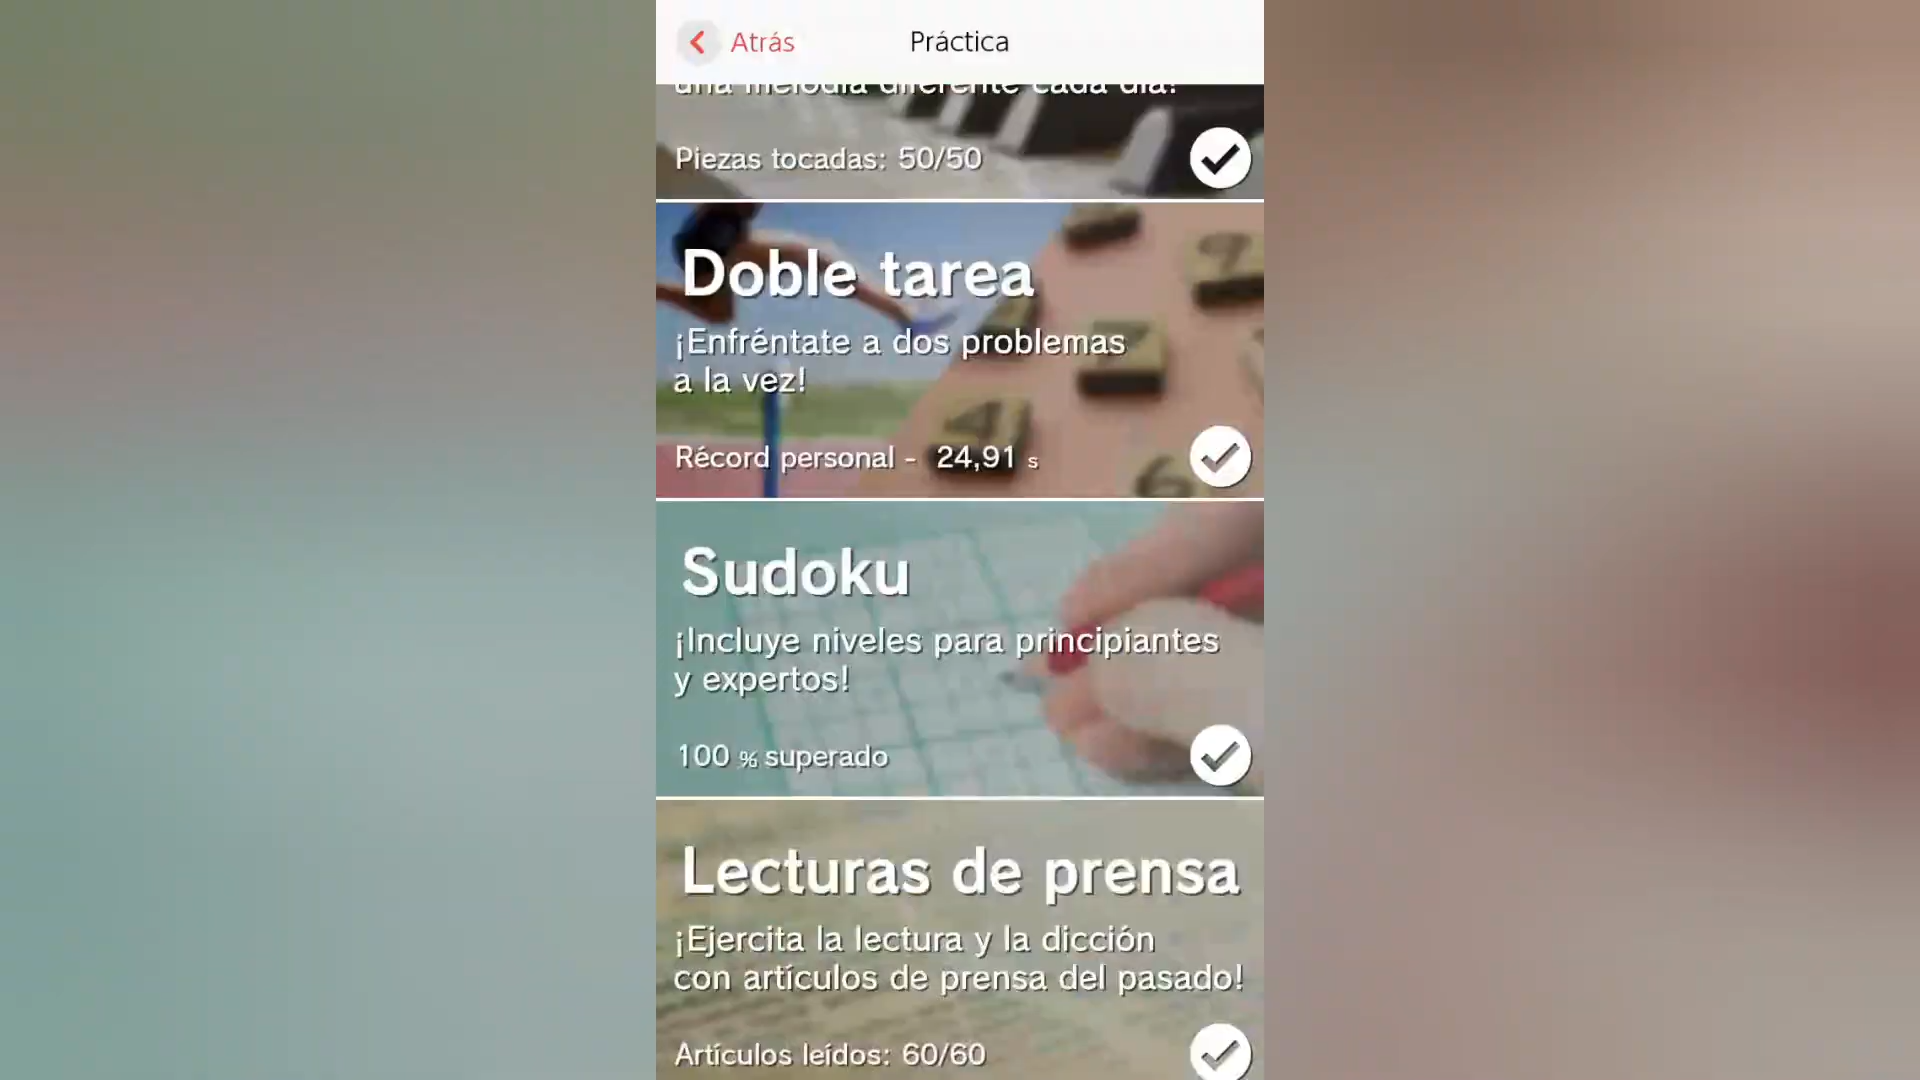 Atrás
Práctica
una melodía diferente cada día!
Piezas tocadas: 50/50
Doble tarea
¡Enfréntate a dos problemas
a la vez!
Récord personal - 24,91 s
Sudoku
¡Incluye niveles para principiantes
y expertos!
100 % superado
Lecturas de prensa
¡Ejercita la lectura y la dicción
con artículos de prensa del pasado!
Artículos leídos: 60/60